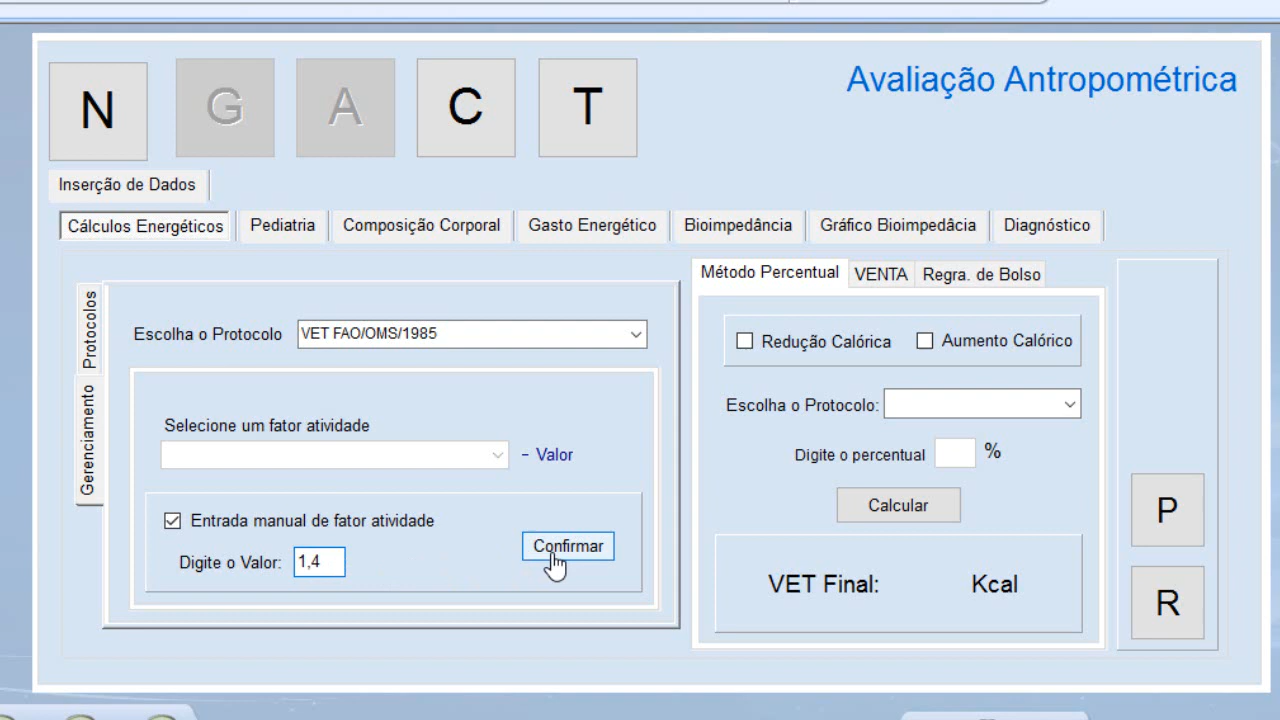 N G A C T
Avaliação Antropométrica
Inserção de Dados
Cálculos Energéticos Pediatria Composição Corporal Gasto Energético Bioimpedância Gráfico Bioimpedâcia Diagnóstico
Protocolos
Gerenciamento
Escolha o Protocolo VET FAO/OMS/1985
Selecione um fator atividade
- Valor
Entrada manual de fator atividade
Digite o Valor: 1,4
Confirmar
Método Percentual VENTA Regra. de Bolso
Redução Calórica Aumento Calórico
Escolha o Protocolo:
Digite o percentual %
Calcular
VET Final: Kcal
P
R